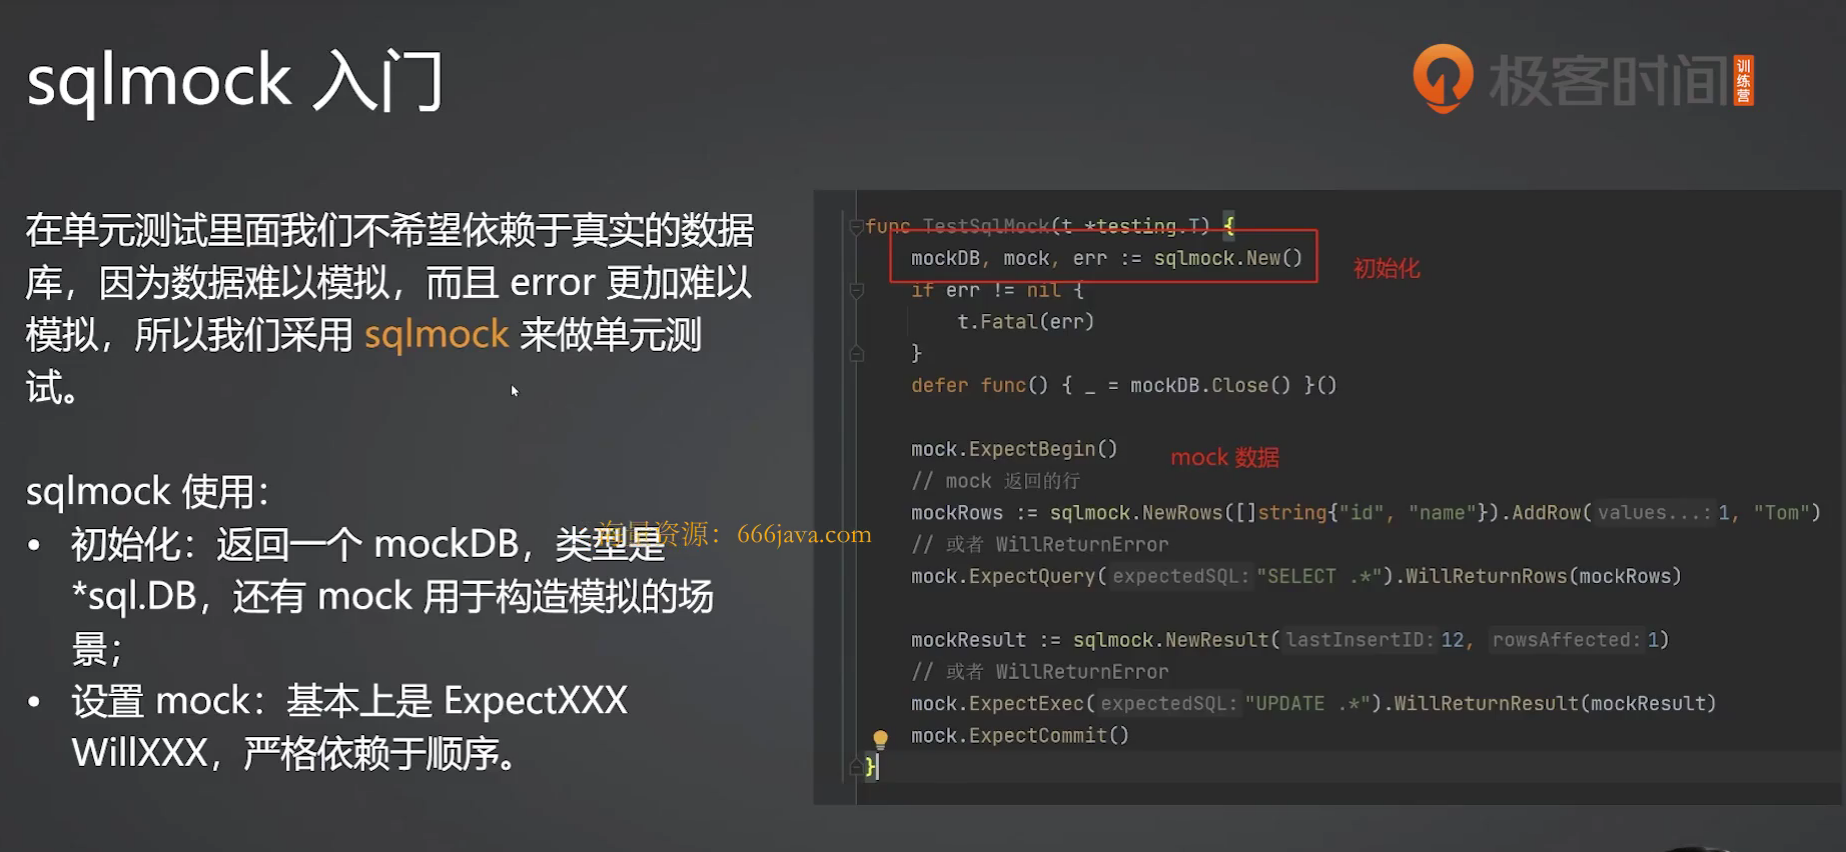 sqlmock 入门
极客时间
训练营
在单元测试里面我们不希望依赖于真实的数据
库，因为数据难以模拟，而且 error 更加难以
模拟，所以我们采用 sqlmock 来做单元测
试。
sqlmock 使用：
• 初始化：返回一个 mockDB，类型是
*sql.DB，还有 mock 用于构造模拟的场
景；
• 设置 mock：基本上是 ExpectXXX
WillXXX，严格依赖于顺序。
海量资源：666java.com
func TestSqlMock(t *testing.T) {
mockDB, mock, err := sqlmock.New()
初始化
if err != nil {
t.Fatal(err)
}
defer func() { _ = mockDB.Close() }()
mock.ExpectBegin()
mock 数据
// mock 返回的行
mockRows := sqlmock.NewRows([]string{"id", "name"}).AddRow( values...: 1, "Tom")
// 或者 WillReturnError
mock.ExpectQuery( expectedSQL: "SELECT .*").WillReturnRows(mockRows)
mockResult := sqlmock.NewResult( lastInsertID: 12, rowsAffected: 1)
// 或者 WillReturnError
mock.ExpectExec( expectedSQL: "UPDATE .*").WillReturnResult(mockResult)
mock.ExpectCommit()
}